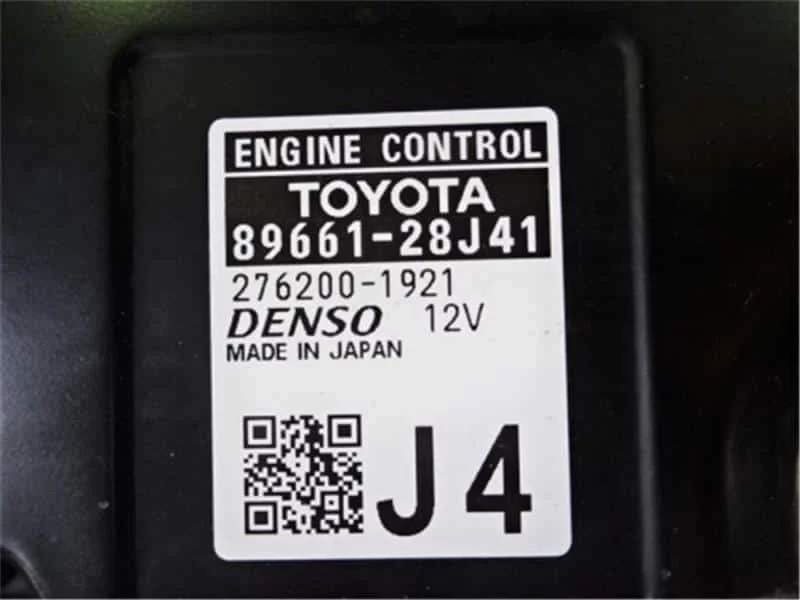 ENGINE CONTROL
TOYOTA
89661-28J41
276200-1921
DENSO 12V
MADE IN JAPAN
J4